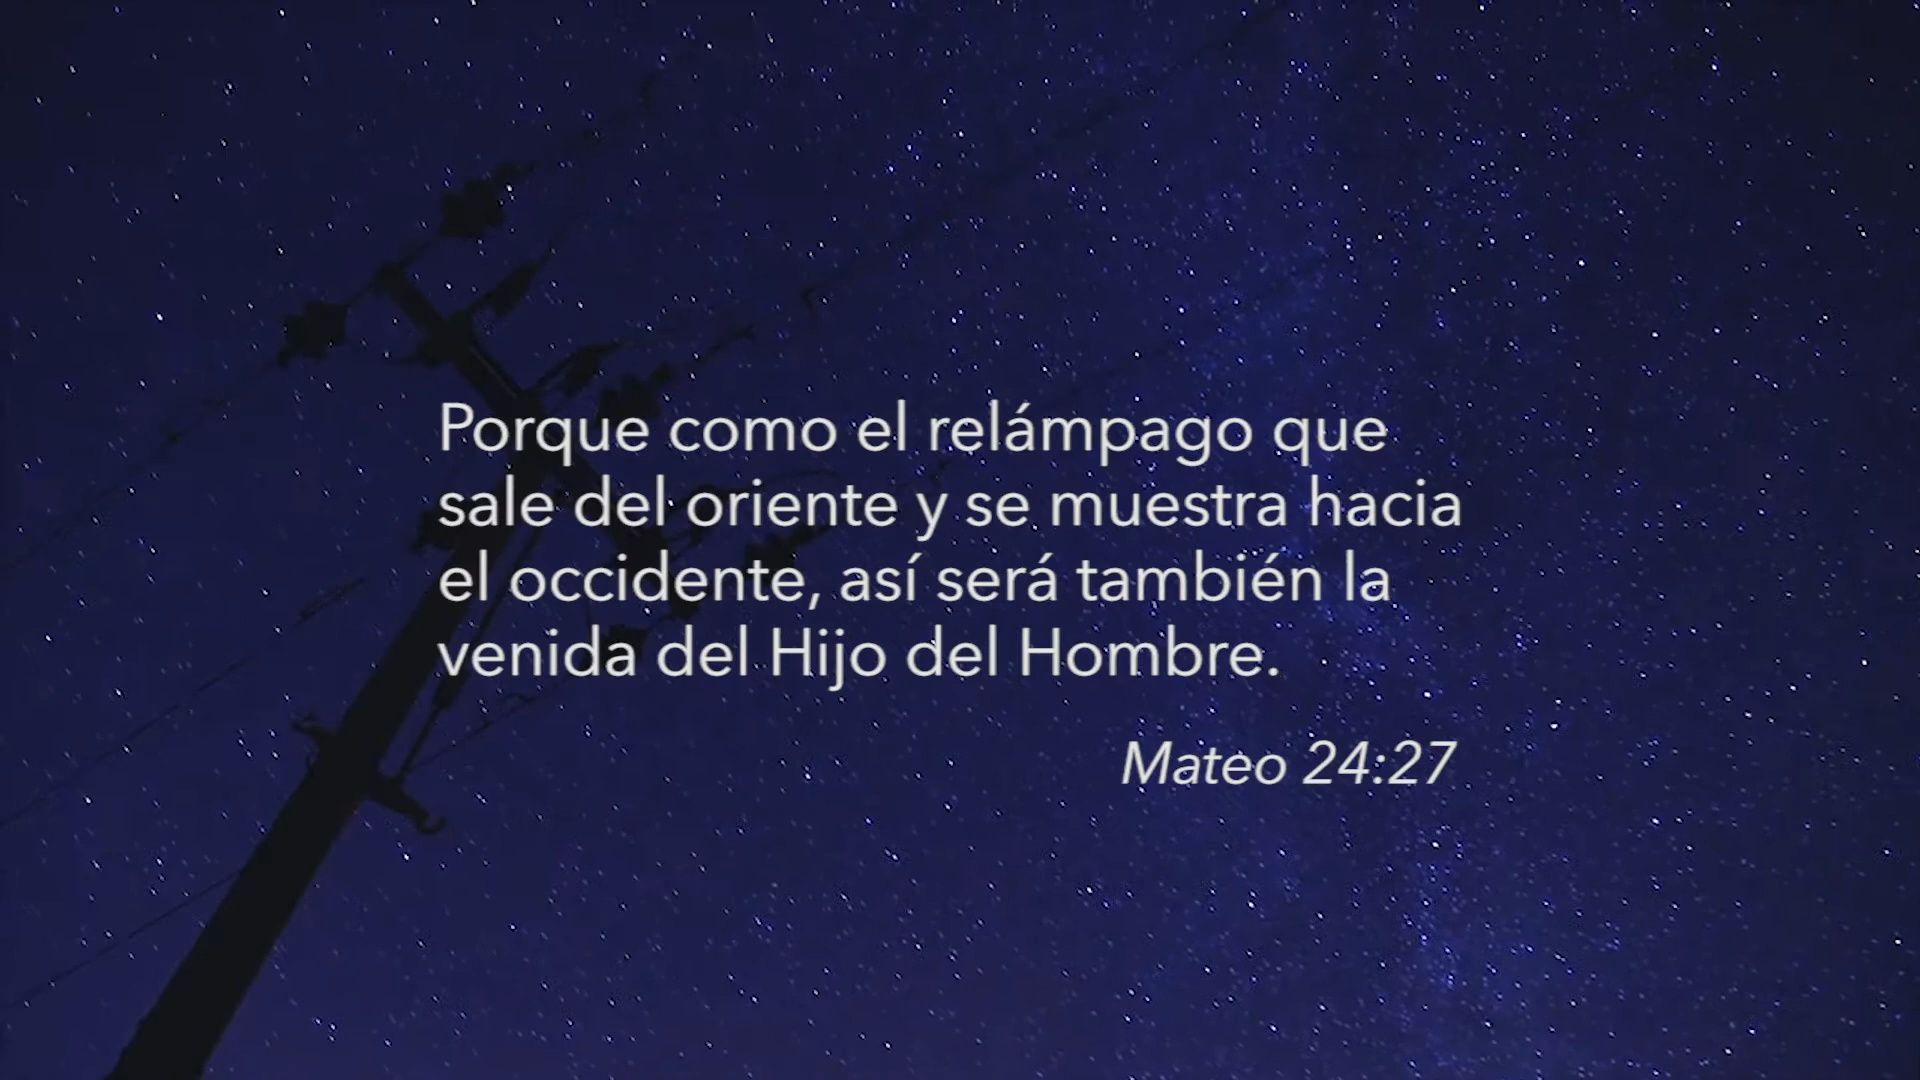 Porque como el relámpago que
sale del oriente y se muestra hacia
el occidente, así será también la
venida del Hijo del Hombre.
Mateo 24:27